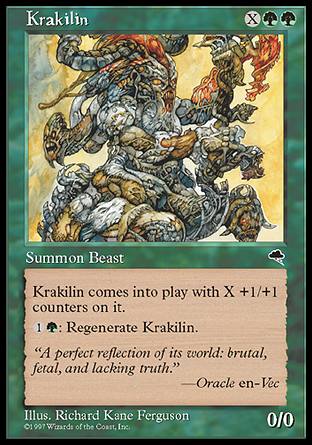 Krakilin X
Summon Beast
Krakilin comes into play with X +1/+1
counters on it.
1 : Regenerate Krakilin.
"A perfect reflection of its world: brutal,
fetal, and lacking truth."
—Oracle en-Vec
Illus. Richard Kane Ferguson
©1997 Wizards of the Coast, Inc.
0/0